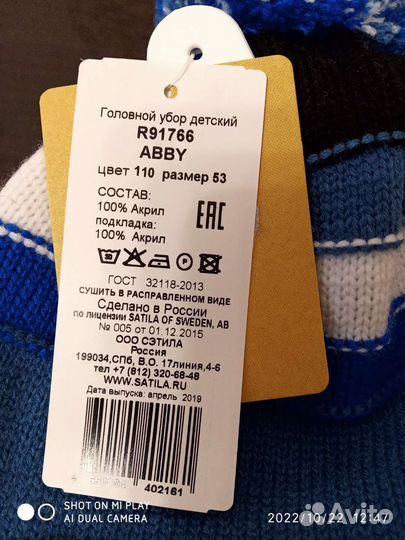 Головной убор детский
R91766
ABBY
цвет 110 размер 53
СОСТАВ:
100% Акрил
подкладка:
100% Акрил
EAC
30
P
ГОСТ 32118-2013
СУШИТЬ В РАСПРАВЛЕННОМ ВИДЕ
Сделано в России
по лицензии SATILA OF SWEDEN, AB
№ 005 от 01.12.2015
ООО СЭТИЛА
Россия
199034,СПб, В.О. 17линия,4-6
тел +7 (812) 320-68-48
WWW.SATILA.RU
Дата выпуска: апрель 2019
402161
SHOT ON MI PLAY
AI DUAL CAMERA
2022/10/22 12:47
Avito